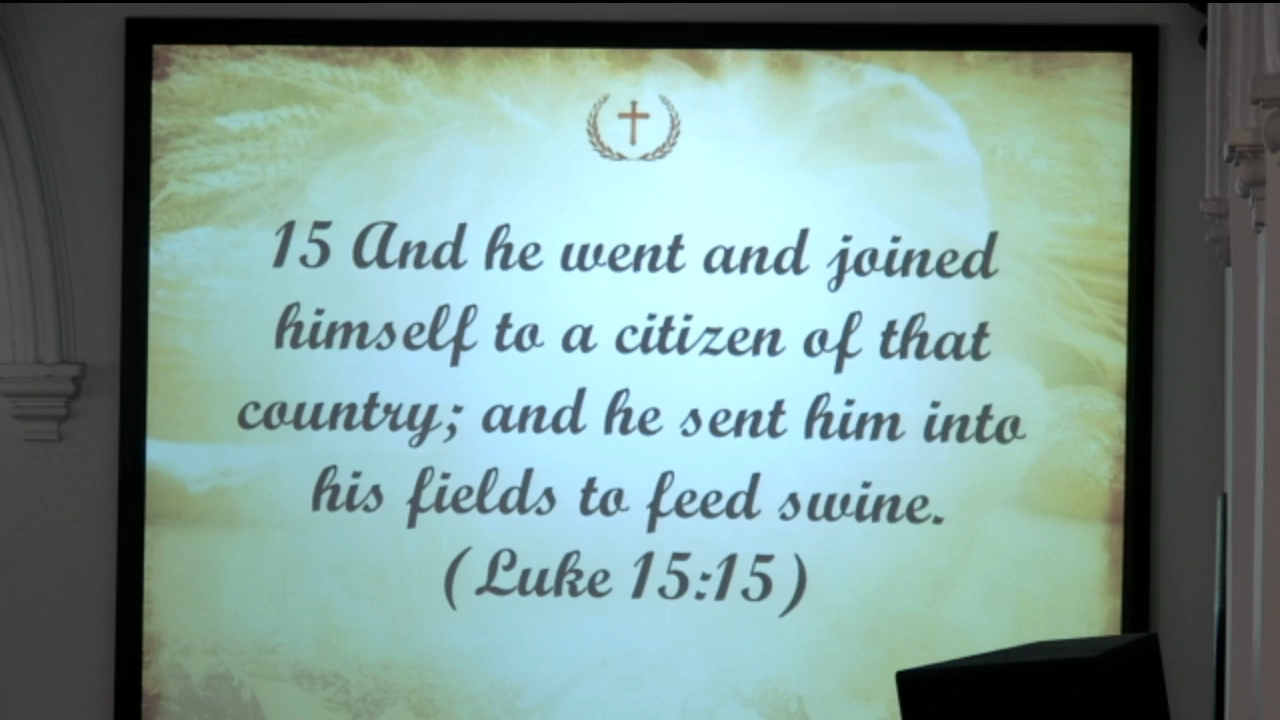 15 And he went and joined
himself to a citizen of that
country; and he sent him into
his fields to feed swine.
(Luke 15:15)